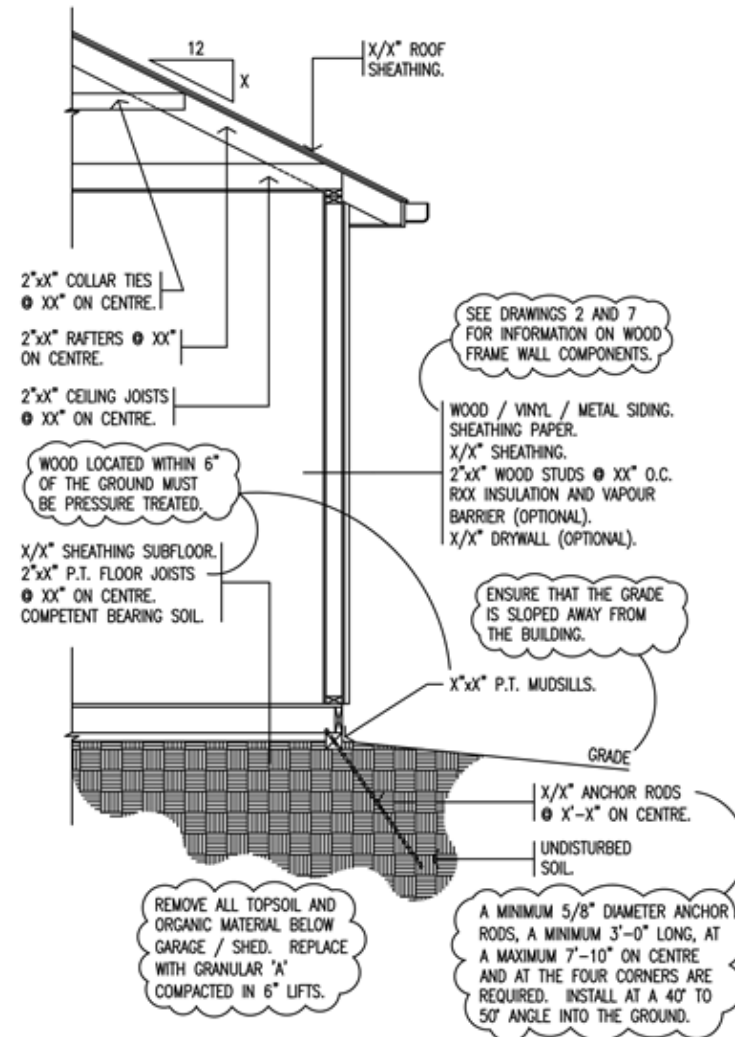 12
X
X/X" ROOF
SHEATHING.
2"xX" COLLAR TIES
@ XX" ON CENTRE.
2"xX" RAFTERS @ XX"
ON CENTRE.
2"xX" CEILING JOISTS
@ XX" ON CENTRE.
WOOD LOCATED WITHIN 6"
OF THE GROUND MUST
BE PRESSURE TREATED.
X/X" SHEATHING SUBFLOOR.
2"xX" P.T. FLOOR JOISTS
@ XX" ON CENTRE.
COMPETENT BEARING SOIL.
SEE DRAWINGS 2 AND 7
FOR INFORMATION ON WOOD
FRAME WALL COMPONENTS.
WOOD / VINYL / METAL SIDING.
SHEATHING PAPER.
X/X" SHEATHING.
2"xX" WOOD STUDS @ XX" O.C.
RXX INSULATION AND VAPOUR
BARRIER (OPTIONAL).
X/X" DRYWALL (OPTIONAL).
ENSURE THAT THE GRADE
IS SLOPED AWAY FROM
THE BUILDING.
X"xX" P.T. MUDSILLS.
GRADE
X/X" ANCHOR RODS
@ X'-X" ON CENTRE.
UNDISTURBED
SOIL.
REMOVE ALL TOPSOIL AND
ORGANIC MATERIAL BELOW
GARAGE / SHED. REPLACE
WITH GRANULAR 'A'
COMPACTED IN 6" LIFTS.
A MINIMUM 5/8" DIAMETER ANCHOR
RODS, A MINIMUM 3'-0" LONG, AT
A MAXIMUM 7'-10" ON CENTRE
AND AT THE FOUR CORNERS ARE
REQUIRED. INSTALL AT A 40° TO
50° ANGLE INTO THE GROUND.